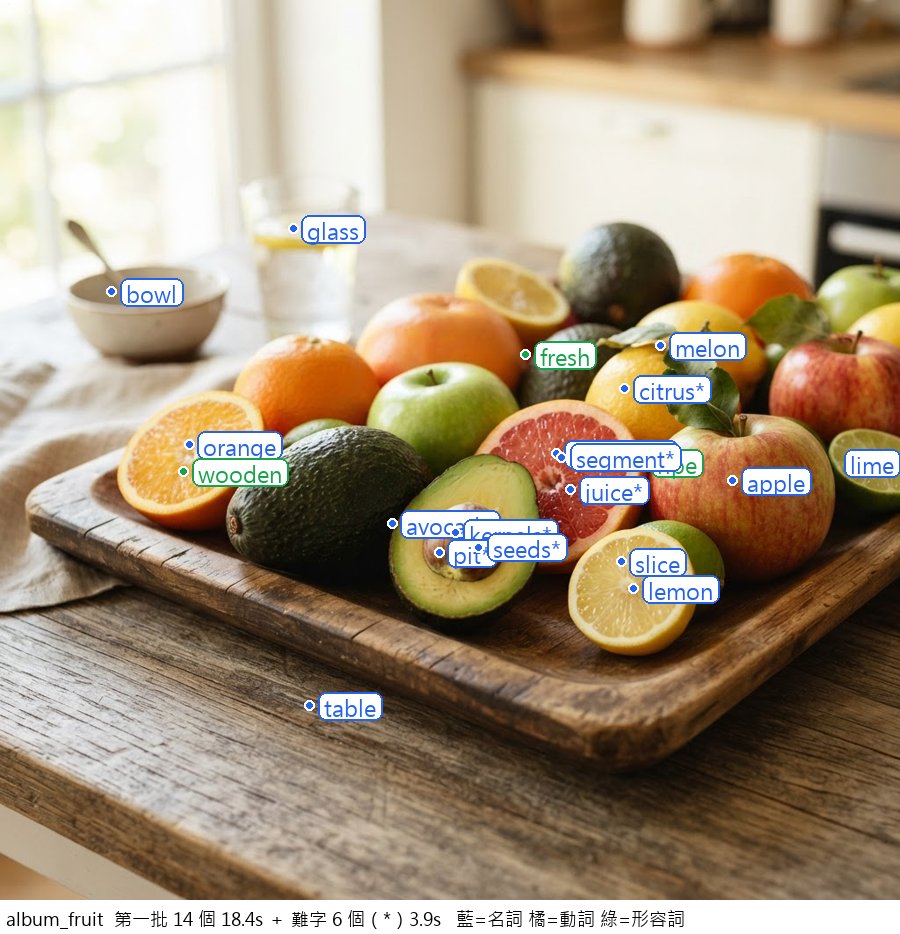 glass
bowl
fresh
melon
citrus*
orange
wooden
segment*
apple
lime
juice*
seeds*
pit*
slice
lemon
table
album_fruit 第一批 14 個 18.4s + 難字 6 個 ( * ) 3.9s 藍=名詞 橘=動詞 綠=形容詞